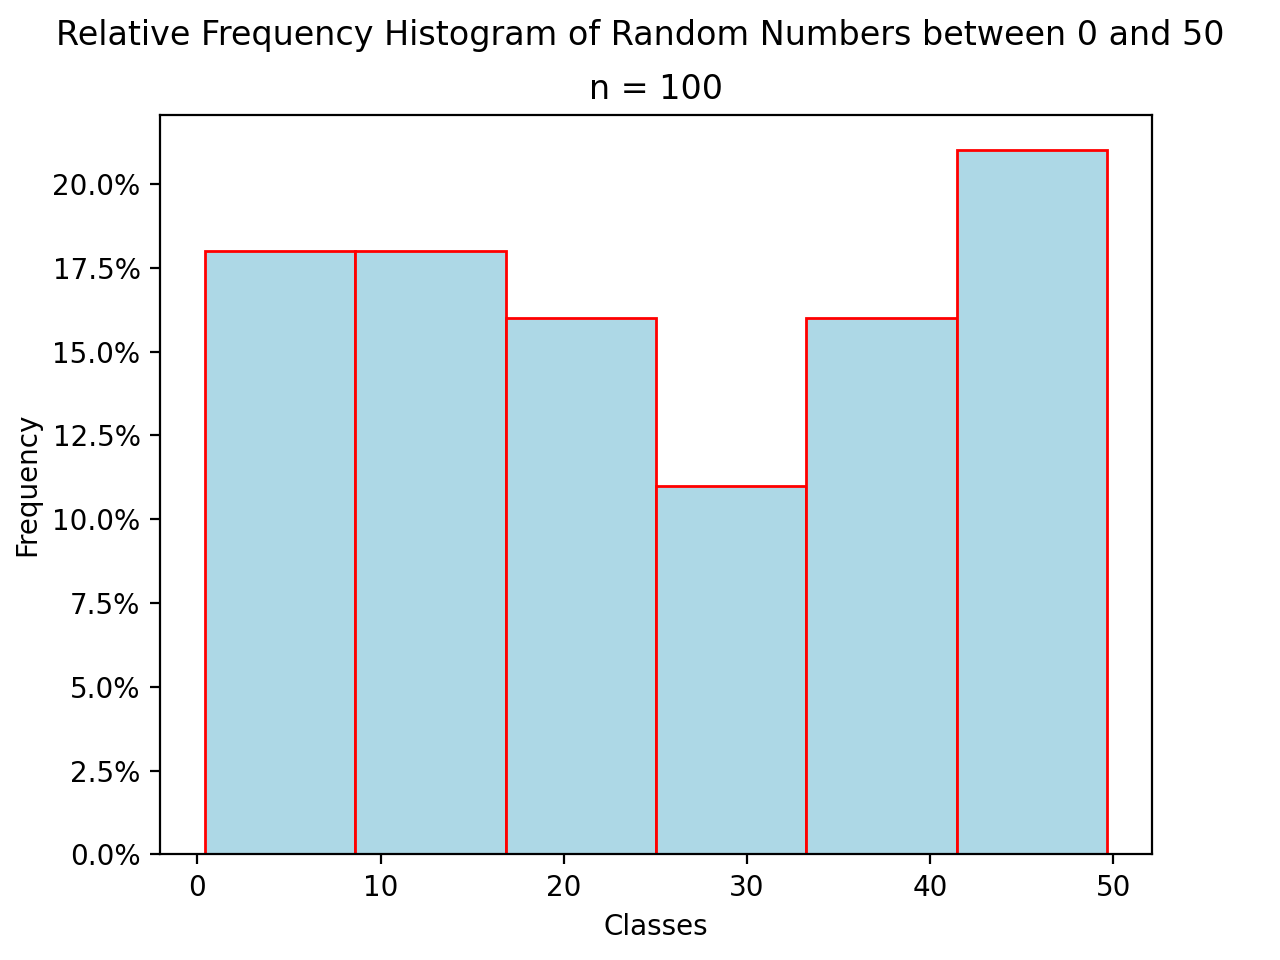 Relative Frequency Histogram of Random Numbers between 0 and 50
n = 100
20.0%
17.5%
15.0%
12.5%
10.0%
7.5%
5.0%
2.5%
0.0%
Frequency
0 10 20 30 40 50
Classes